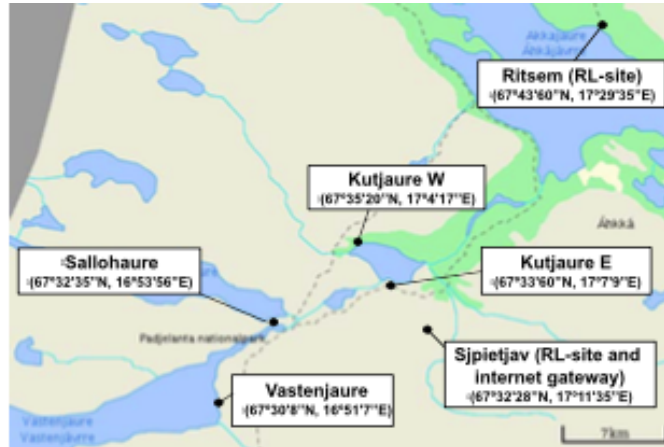 Akkajaure
Áhkájávrre
Ritsem (RL-site)
(67°43'60"N, 17°29'35"E)
Kutjaure W
(67°35'20"N, 17°4'17"E)
Áhkká
Sallohaure
(67°32'35"N, 16°53'56"E)
Kutjaure E
(67°33'60"N, 17°7'9"E)
Padjelanta nationalpark
Sjpietjav (RL-site and
internet gateway)
(67°32'28"N, 17°11'35"E)
Vastenjaure
(67°30'8"N, 16°51'7"E)
Vastenjaure
7km